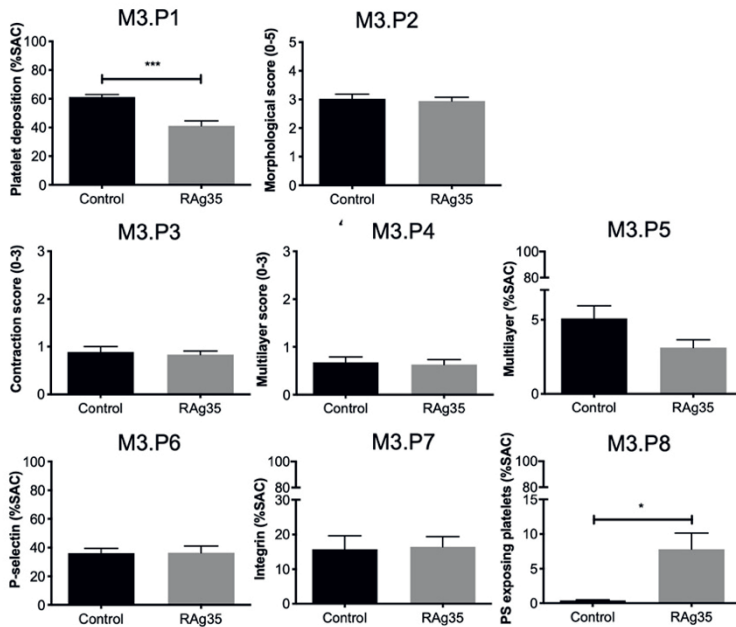 M3.P1
Platelet deposition (%SAC)
100
80
60
40
20
0
***
Control
RAg35
M3.P2
Morphological score (0-5)
5
4
3
2
1
0
Control
RAg35
M3.P3
Contraction score (0-3)
3
2
1
0
Control
RAg35
M3.P4
Multilayer score (0-3)
3
2
1
0
Control
RAg35
M3.P5
Multilayer (%SAC)
100
80
5
0
Control
RAg35
M3.P6
P-selectin (%SAC)
100
80
60
40
20
0
Control
RAg35
M3.P7
Integrin (%SAC)
100
80
30
20
10
0
Control
RAg35
M3.P8
PS exposing platelets (%SAC)
100
80
15
10
5
0
*
Control
RAg35